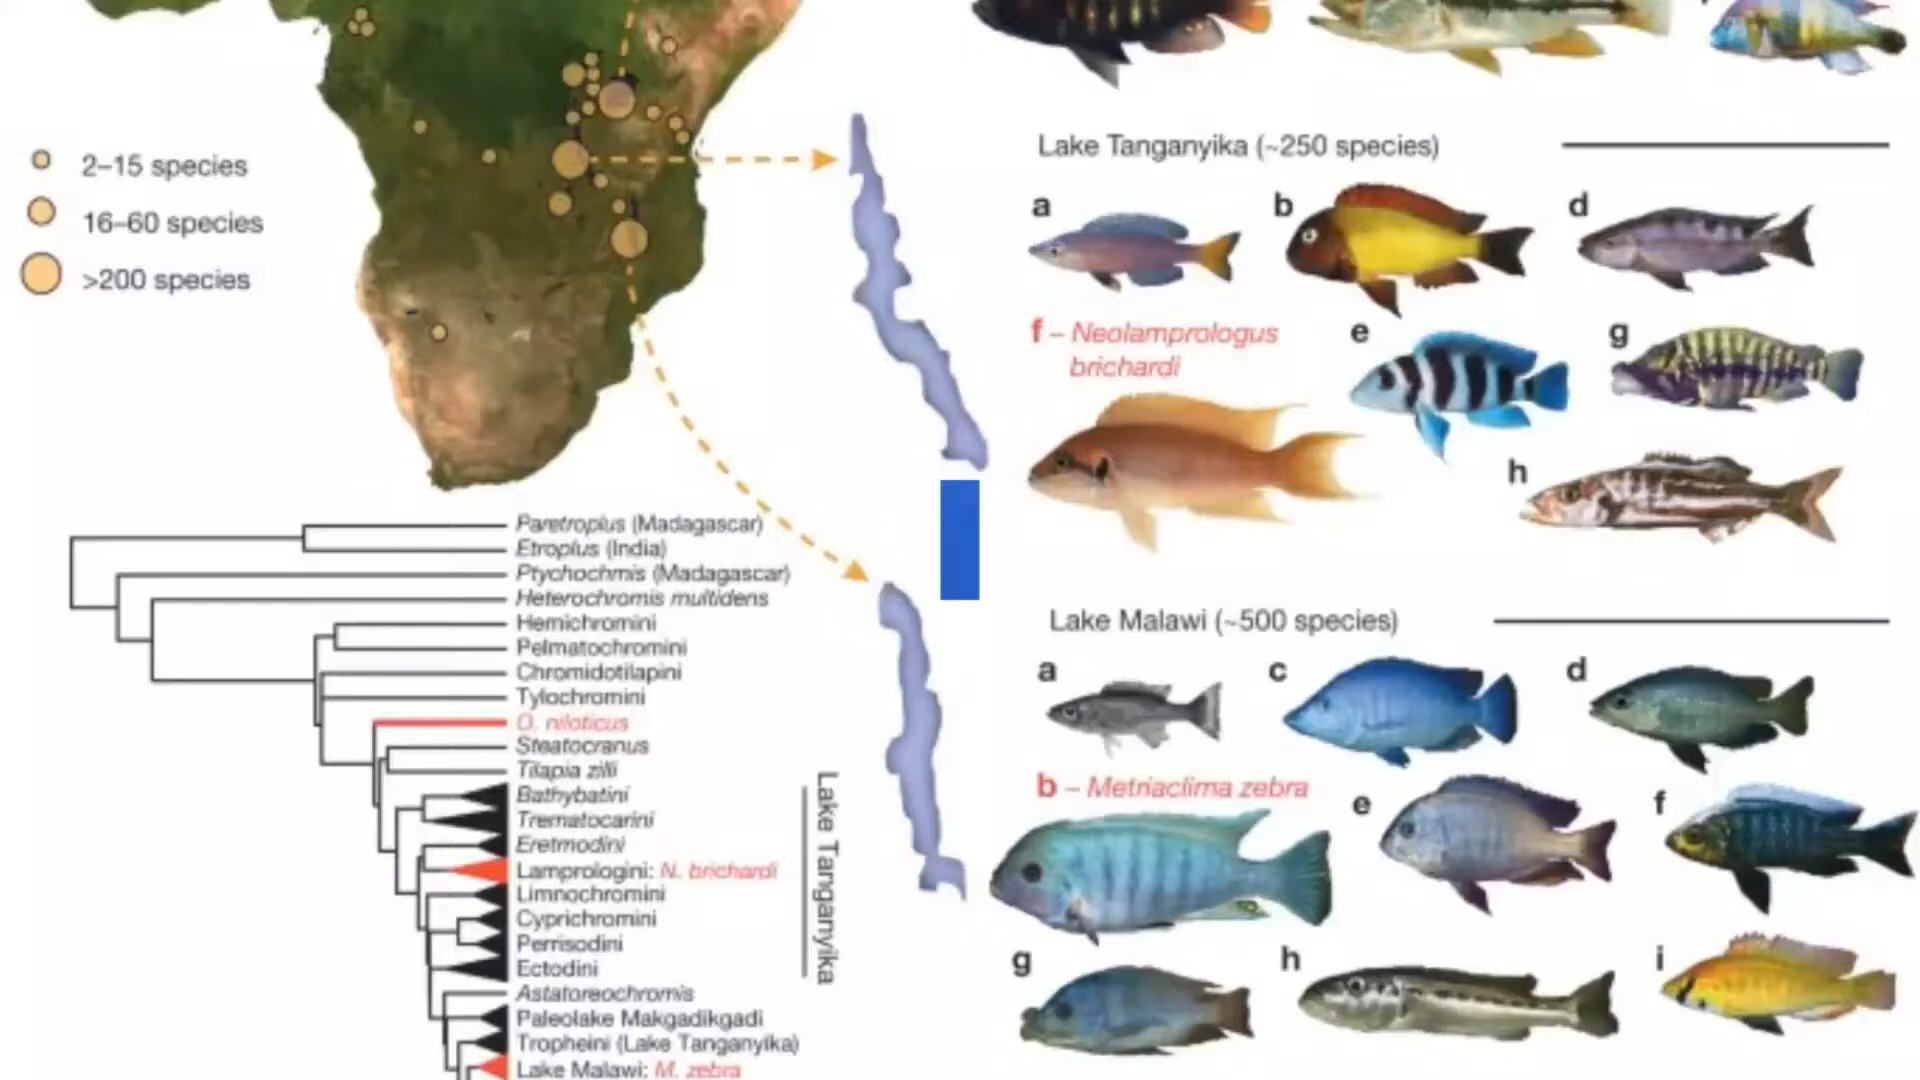 2–15 species
16–60 species
>200 species
Lake Tanganyika (~250 species)
a
b
d
f – Neolamprologus
brichardi
e
g
h
Paretroplus (Madagascar)
Etroplus (India)
Ptychochmis (Madagascar)
Heterochromis multidens
Hemichromini
Pelmatochromini
Chromidotilapini
Tylochromini
O. niloticus
Steatocranus
Tilapia zilli
Bathybatini
Trematocarini
Eretmodini
Lamprologini: N. brichardi
Limnochromini
Cyprichromini
Perrisodini
Ectodini
Lake Tanganyika
Astatoreochromis
Paleolake Makgadikgadi
Tropheini (Lake Tanganyika)
Lake Malawi: M. zebra
Lake Malawi (~500 species)
a
c
d
b – Metriaclima zebra
e
f
g
h
i